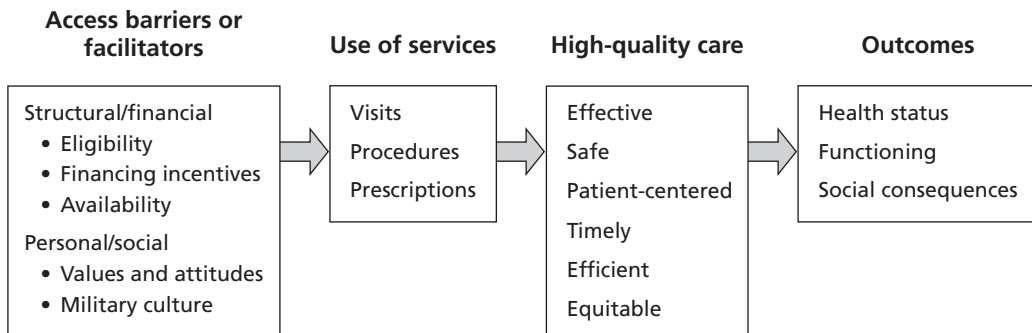 Access barriers or
facilitators
Structural/financial
• Eligibility
• Financing incentives
• Availability
Personal/social
• Values and attitudes
• Military culture
Use of services
Visits
Procedures
Prescriptions
High-quality care
Effective
Safe
Patient-centered
Timely
Efficient
Equitable
Outcomes
Health status
Functioning
Social consequences